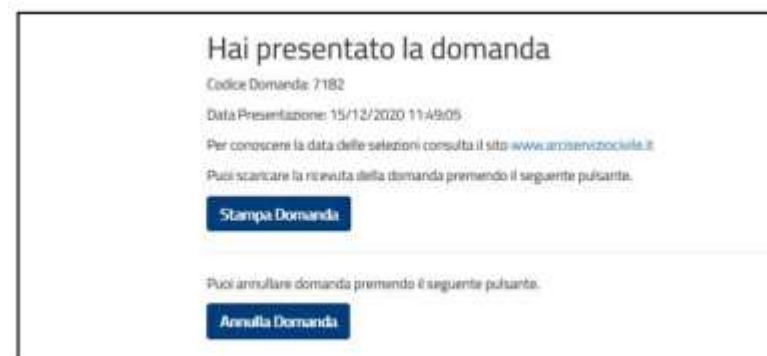 Hai presentato la domanda
Codice Domanda: 7182
Data Presentazione: 15/12/2020 11:49:05
Per conoscere la data delle selezioni consulta il sito www.arciserviziocivile.it
Puoi scaricare la ricevuta della domanda premendo il seguente pulsante.
Stampa Domanda
Puoi annullare domanda premendo il seguente pulsante.
Annulla Domanda